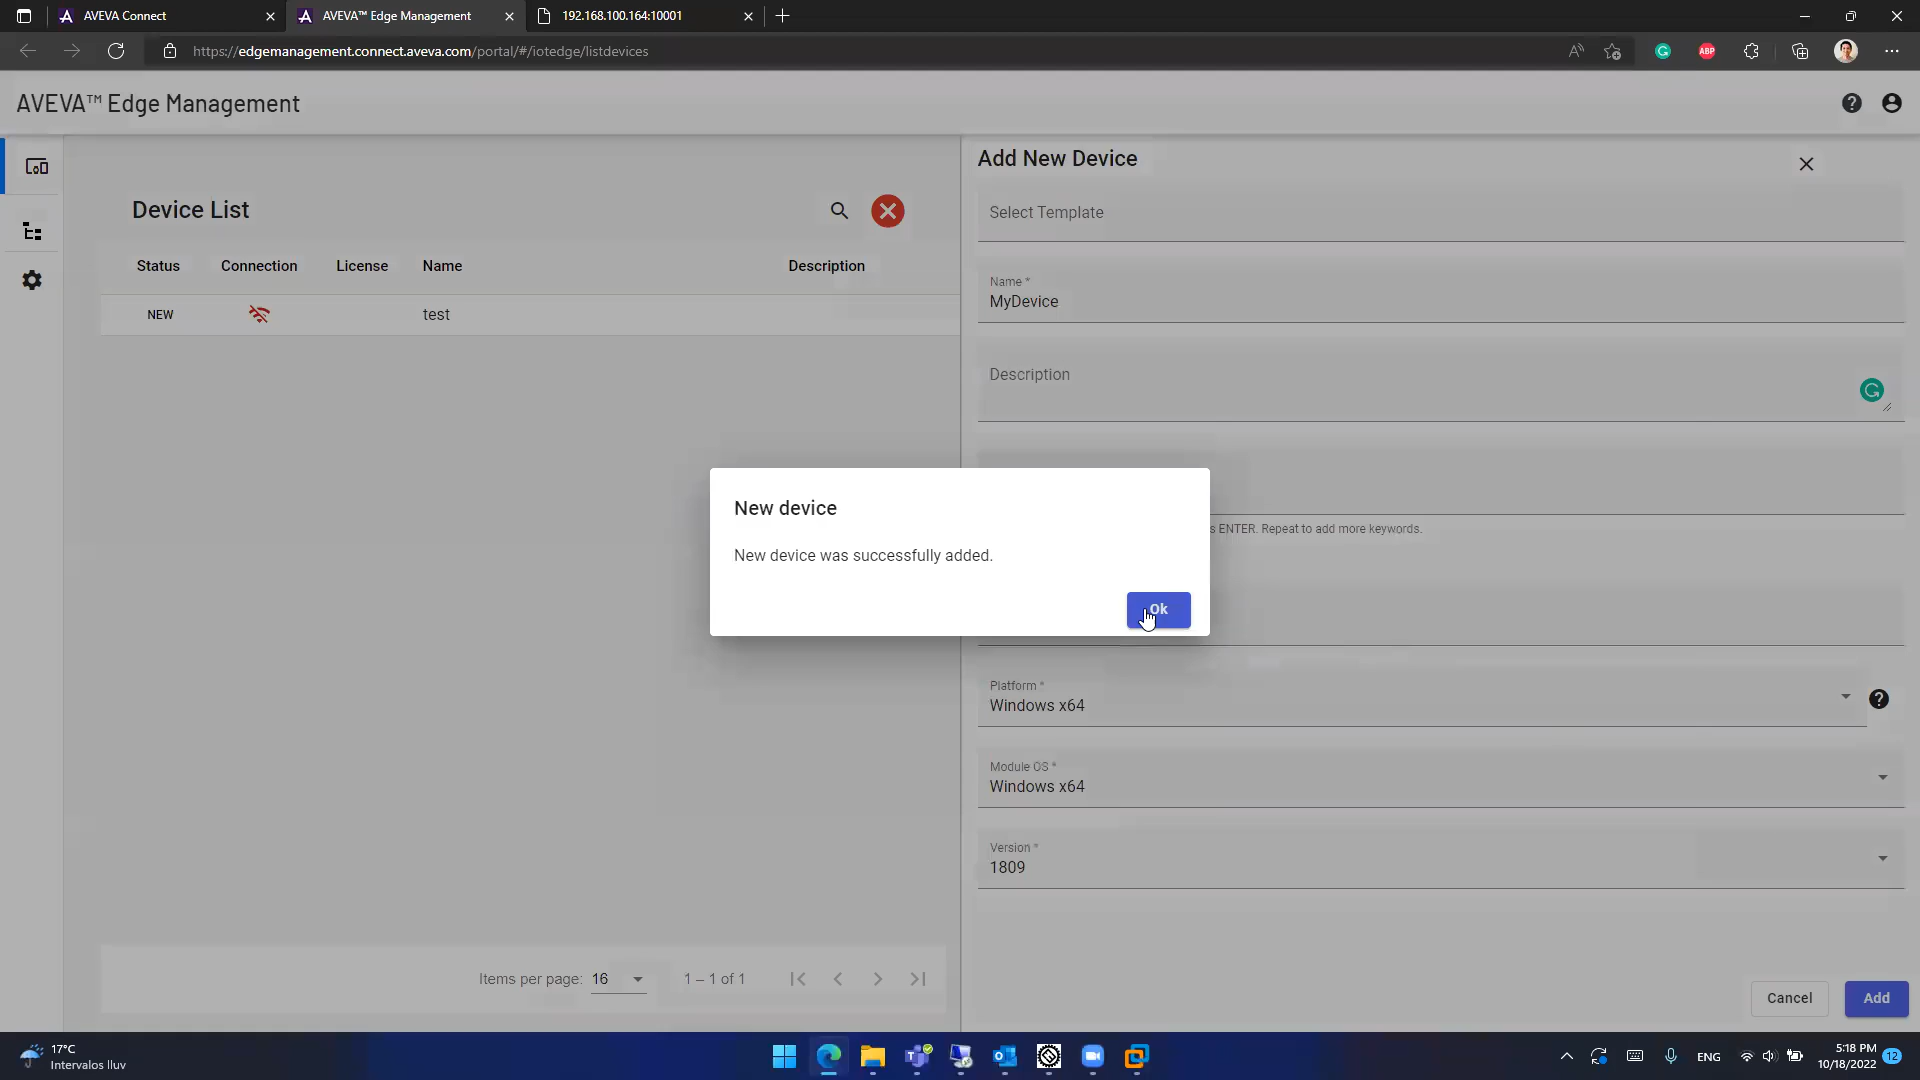 AVEVA Connect
AVEVA™ Edge Management
192.168.100.164:10001
https://edgemanagement.connect.aveva.com/portal/#/iotedge/listdevices
ABP
AVEVA™ Edge Management
Device List
Status Connection License Name Description
NEW test
Items per page: 16 1 – 1 of 1
Add New Device
Select Template
Name *
MyDevice
Description
s ENTER. Repeat to add more keywords.
Platform *
Windows x64
Module OS *
Windows x64
Version *
1809
Cancel Add
New device
New device was successfully added.
Ok
17°C
Intervalos lluv
ENG
5:18 PM
10/18/2022
12